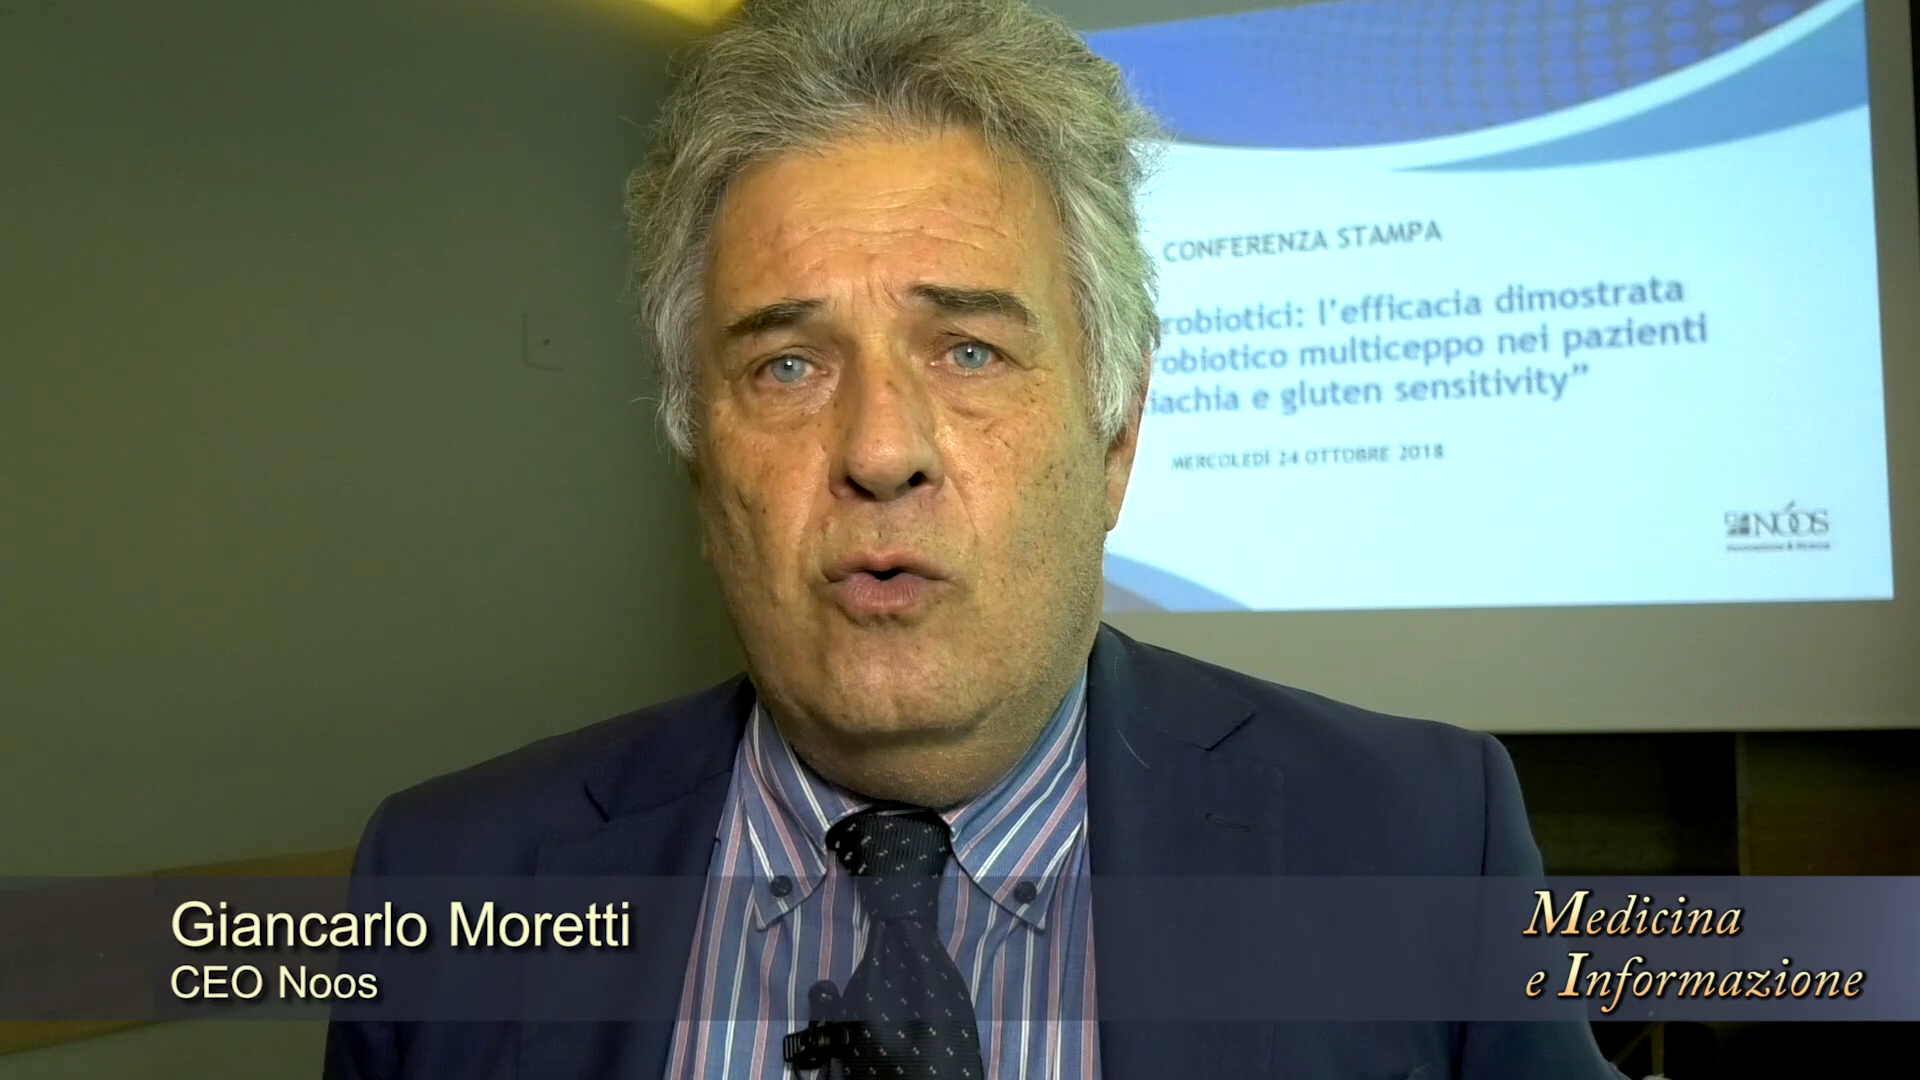 CONFERENZA STAMPA
robiotici: l'efficacia dimostrata
robiotico multiceppo nei pazienti
iachia e gluten sensitivity”
MERCOLEDÌ 24 OTTOBRE 2018
NÓOS
Giancarlo Moretti
CEO Noos
Medicina
e Informazione